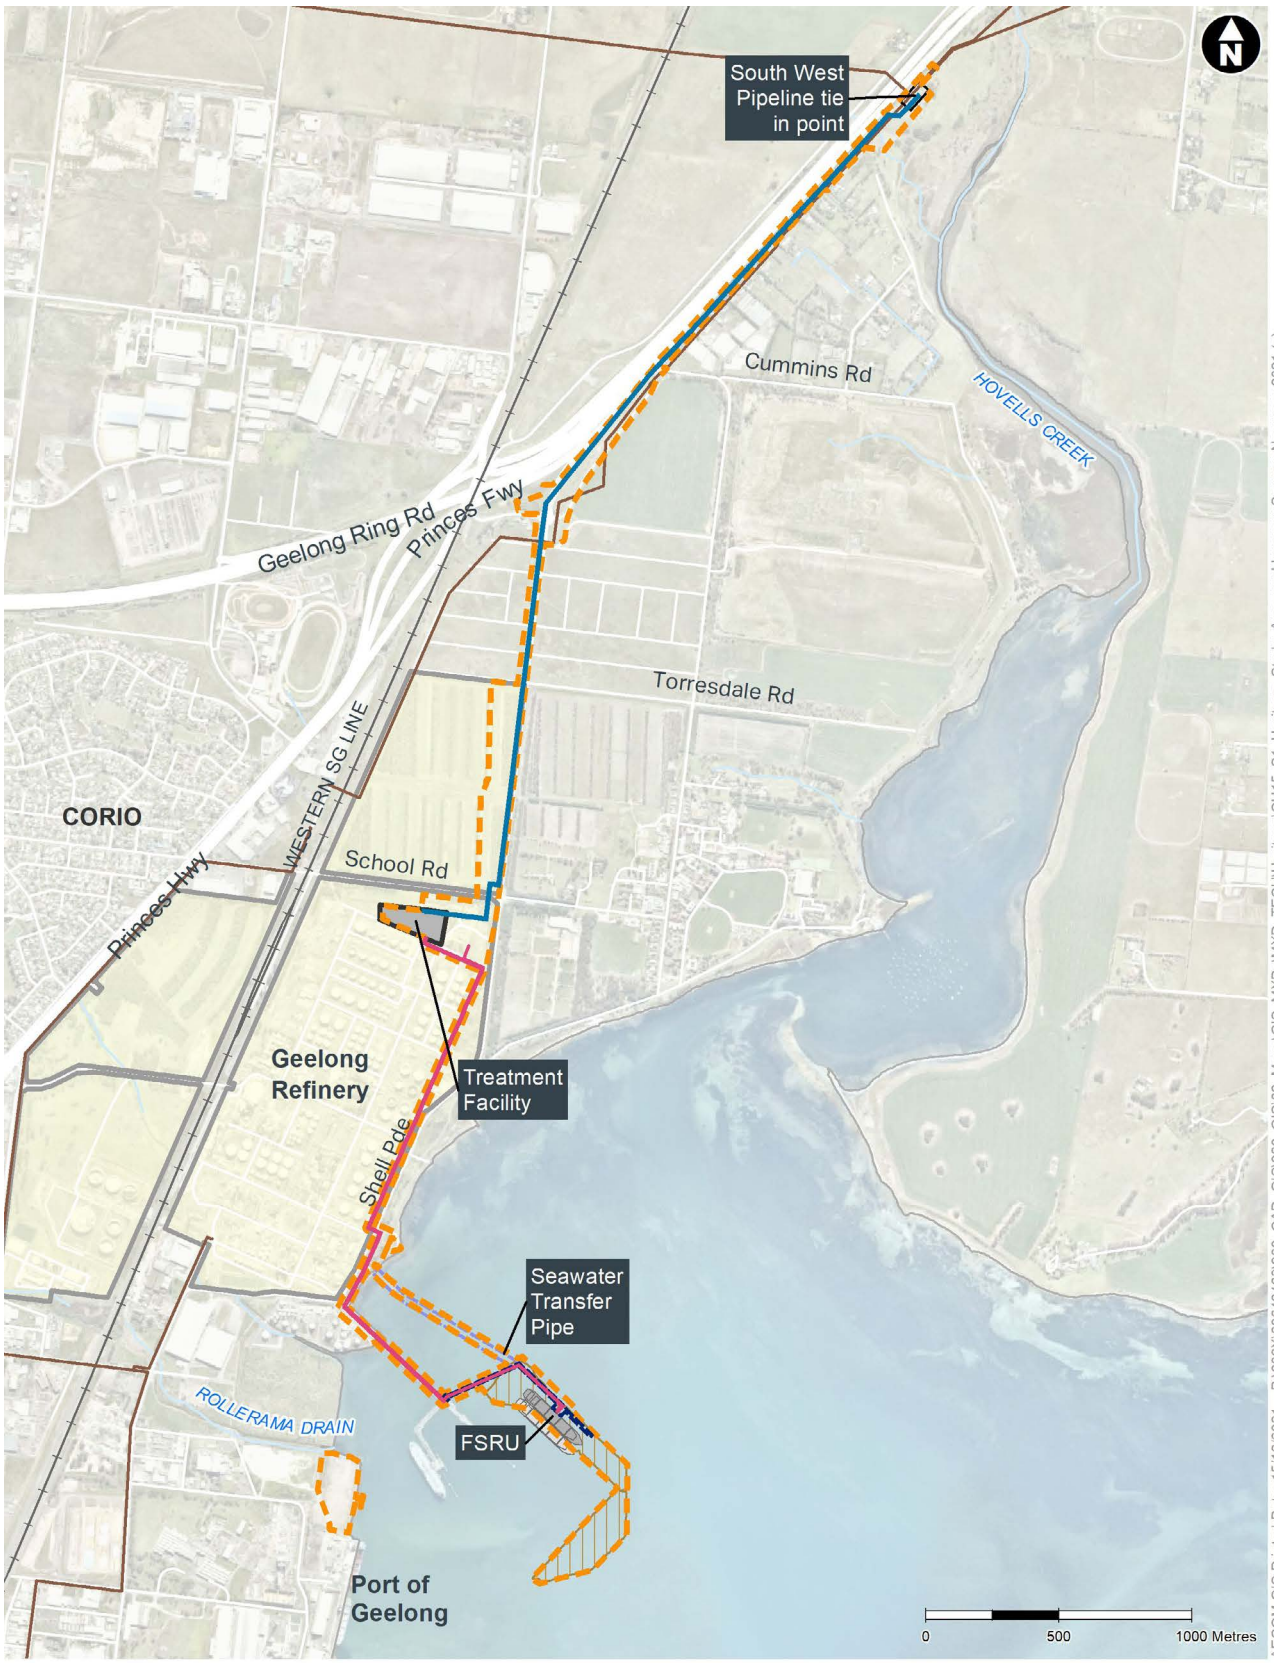 N
South West
Pipeline tie
in point
Cummins Rd
HOVELLS CREEK
Geelong Ring Rd
Princes Fwy
Torresdale Rd
WESTERN SG LINE
CORIO
School Rd
Princes Hwy
Geelong
Refinery
Treatment
Facility
Shell Pde
Seawater
Transfer
Pipe
ROLLERAMA DRAIN
FSRU
Port of
Geelong
0 500 1000 Metres